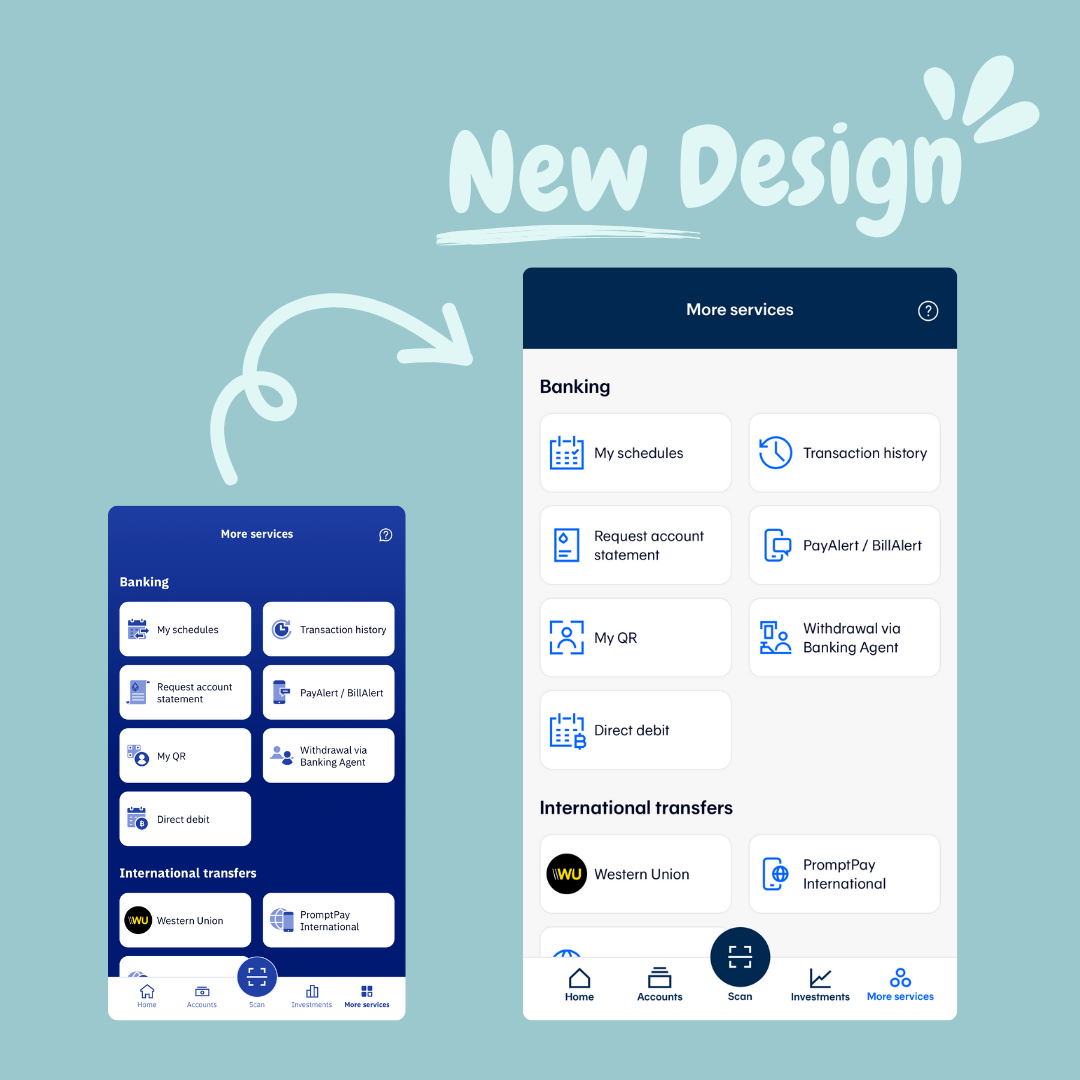 New Design
More services
Banking
My schedules
Transaction history
Request account
statement
PayAlert / BillAlert
My QR
Withdrawal via
Banking Agent
Direct debit
International transfers
WU
Western Union
PromptPay
International
Home
Accounts
Scan
Investments
More services
More services
?
Banking
My schedules
Transaction history
Request account
statement
PayAlert / BillAlert
My QR
Withdrawal via
Banking Agent
Direct debit
International transfers
WU
Western Union
PromptPay
International
Home
Accounts
Scan
Investments
More services